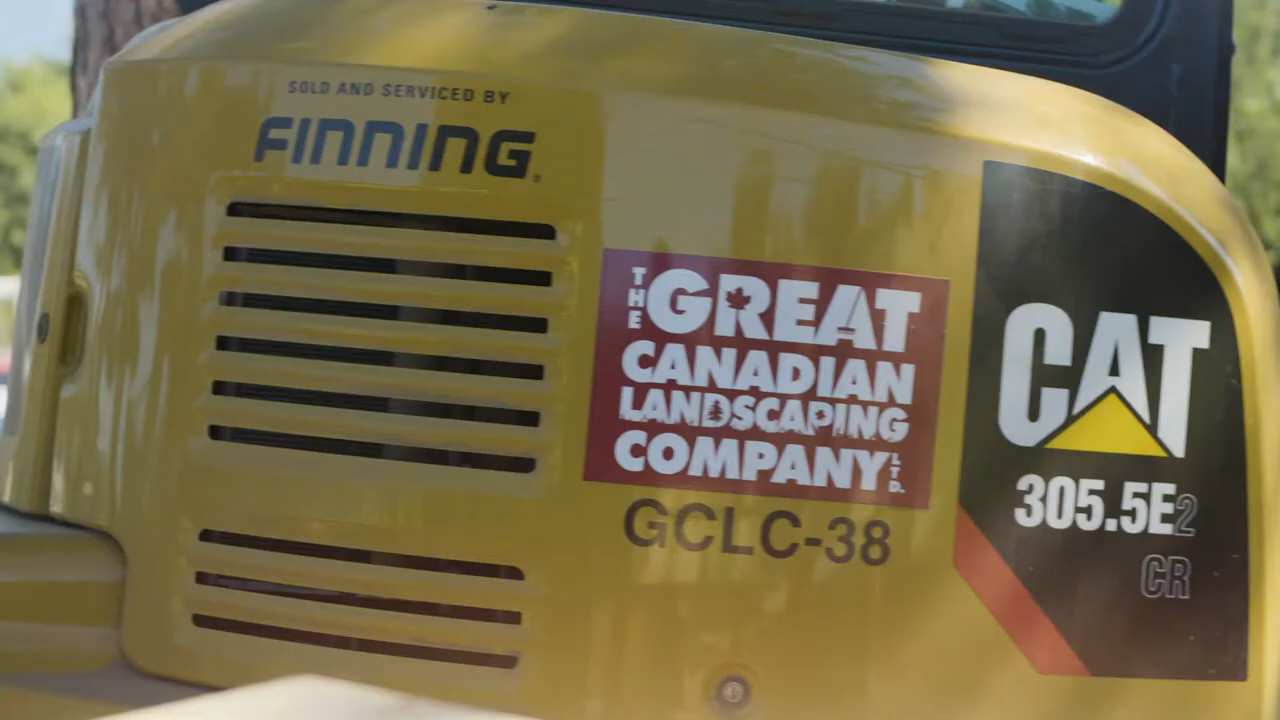 SOLD AND SERVICED BY
FINNING®
THE GREAT
CANADIAN
LANDSCAPING
COMPANY LTD.
GCLC-38
CAT
305.5E2
CR